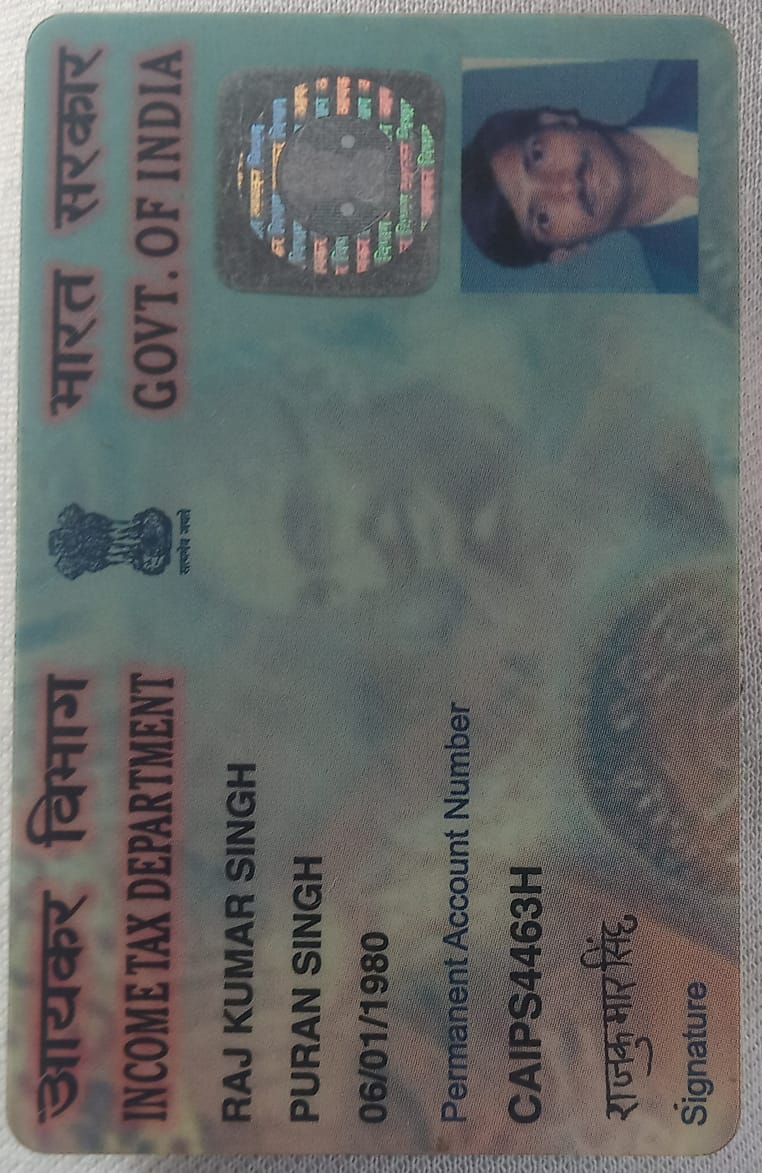 आयकर विभाग
INCOME TAX DEPARTMENT
सत्यमेव जयते
भारत सरकार
GOVT. OF INDIA
RAJ KUMAR SINGH
PURAN SINGH
06/01/1980
Permanent Account Number
CAIPS4463H
राजकुमार सिंह
Signature